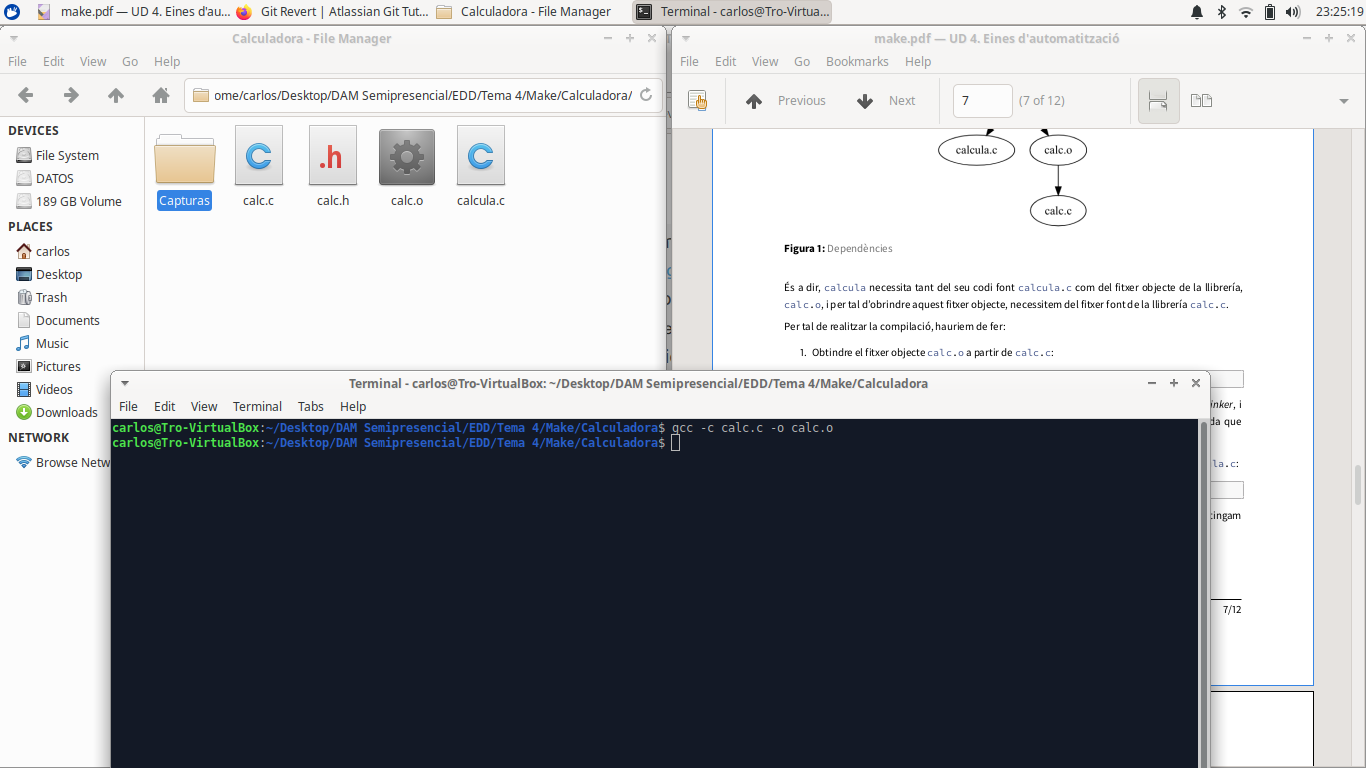 make.pdf — UD 4. Eines d'au...
Git Revert | Atlassian Git Tut...
Calculadora - File Manager
Terminal - carlos@Tro-Virtua...
23:25:19
Calculadora - File Manager
File Edit View Go Help
ome/carlos/Desktop/DAM Semipresencial/EDD/Tema 4/Make/Calculadora/
DEVICES
File System
DATOS
189 GB Volume
PLACES
carlos
Desktop
Trash
Documents
Music
Pictures
Videos
Downloads
NETWORK
Browse Netw
Capturas
C
calc.c
.h
calc.h
calc.o
C
calcula.c
make.pdf — UD 4. Eines d'automatització
File Edit View Go Bookmarks Help
Previous Next 7 (7 of 12)
calcula.c
calc.o
calc.c
Figura 1: Dependències
És a dir, calcula necessita tant del seu codi font calcula.c com del fitxer objecte de la llibrería,
calc.o, i per tal d'obrindre aquest fitxer objecte, necessitem del fitxer font de la llibrería calc.c.
Per tal de realitzar la compilació, hauriem de fer:
1. Obtindre el fitxer objecte calc.o a partir de calc.c:
inker, i
da que
la.c:
tingam
7/12
Terminal - carlos@Tro-VirtualBox: ~/Desktop/DAM Semipresencial/EDD/Tema 4/Make/Calculadora
File Edit View Terminal Tabs Help
carlos@Tro-VirtualBox:~/Desktop/DAM Semipresencial/EDD/Tema 4/Make/Calculadora$ gcc -c calc.c -o calc.o
carlos@Tro-VirtualBox:~/Desktop/DAM Semipresencial/EDD/Tema 4/Make/Calculadora$